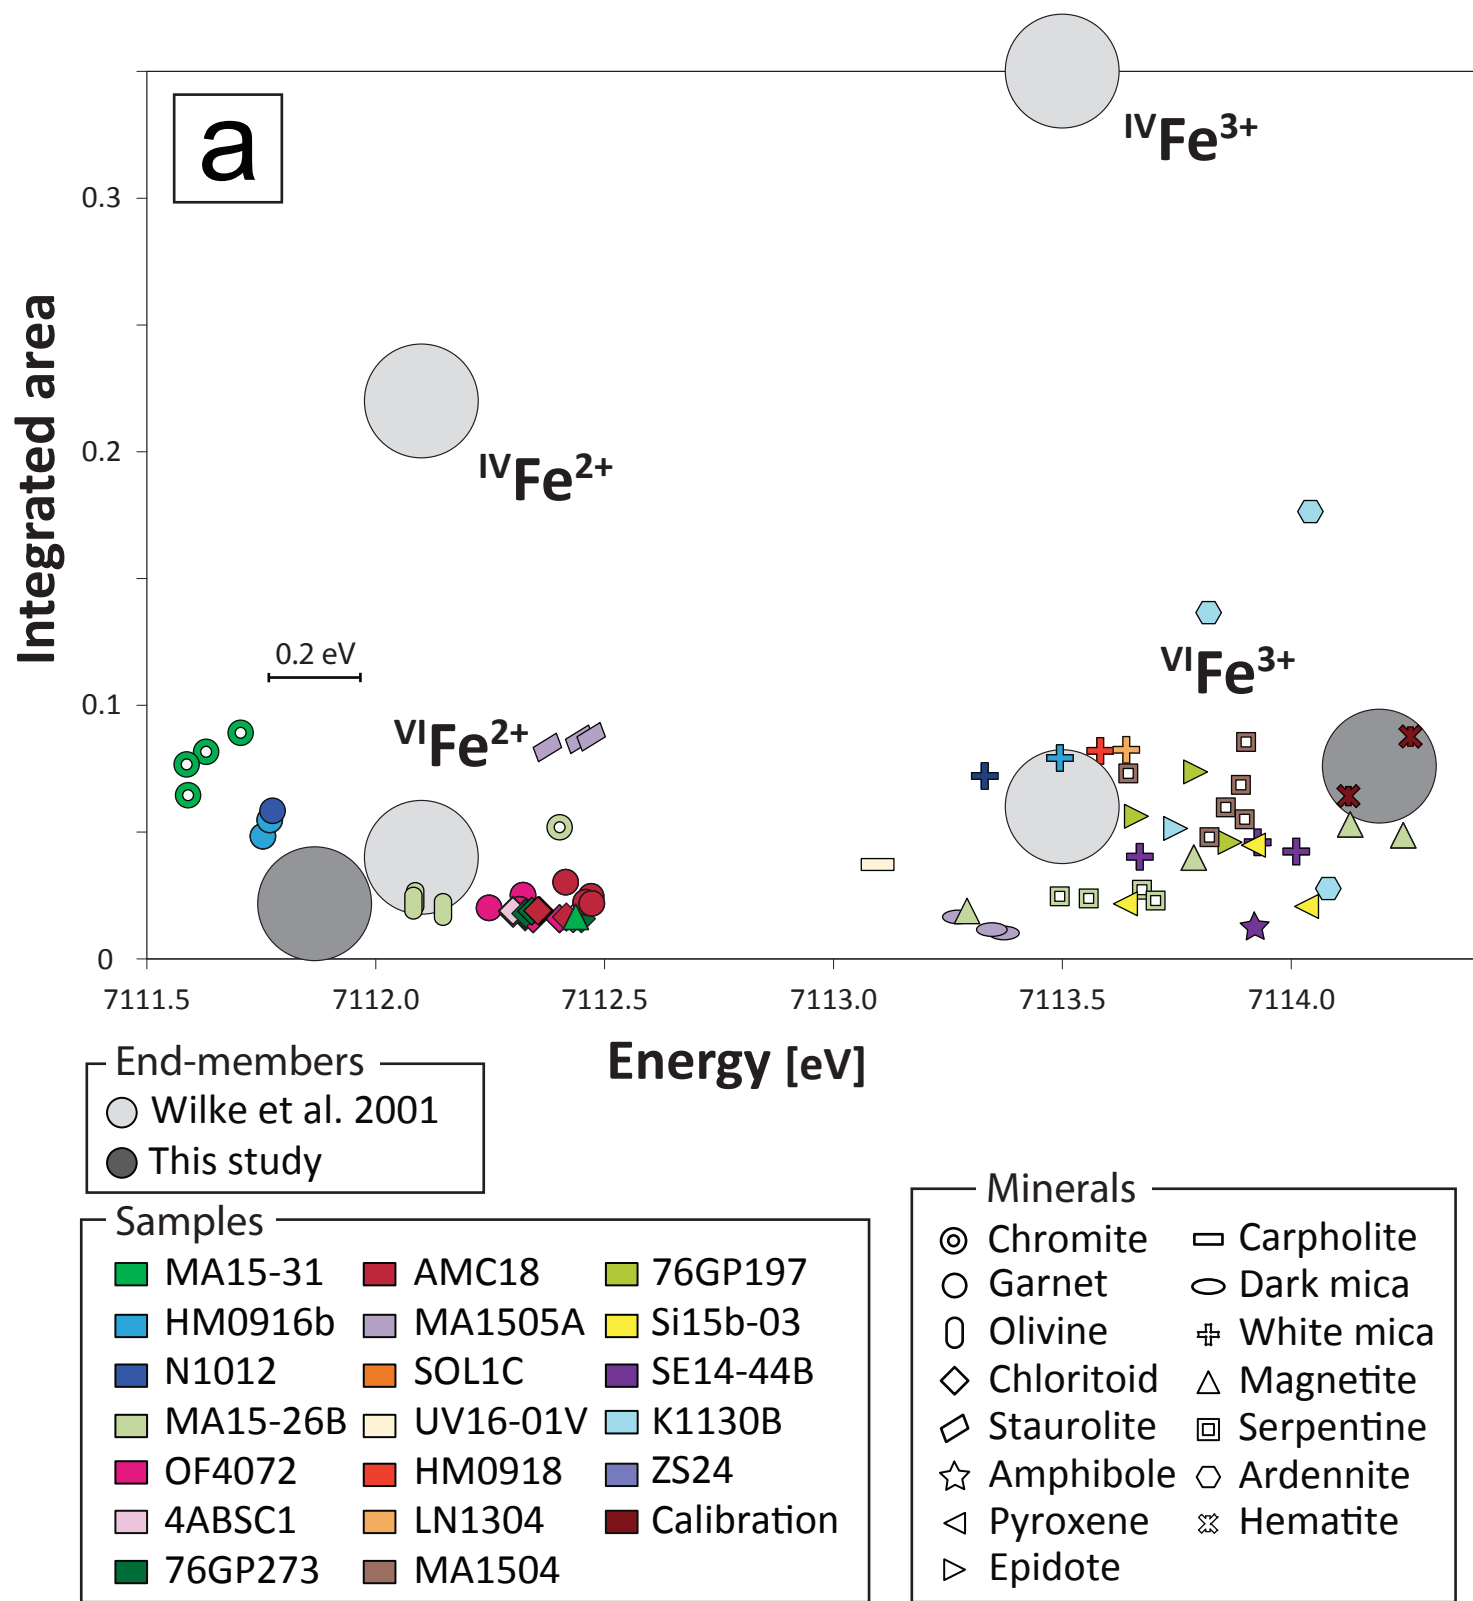 a
IVFe3+
0.3
Integrated area
0.2
IVFe2+
0.2 eV
VIFe3+
0.1
VIFe2+
0
7111.5
7112.0
7112.5
7113.0
7113.5
7114.0
Energy [eV]
End-members
Wilke et al. 2001
This study
Samples
MA15-31
HM0916b
N1012
MA15-26B
OF4072
4ABSC1
76GP273
AMC18
MA1505A
SOL1C
UV16-01V
HM0918
LN1304
MA1504
76GP197
Si15b-03
SE14-44B
K1130B
ZS24
Calibration
Minerals
Chromite
Garnet
Olivine
Chloritoid
Staurolite
Amphibole
Pyroxene
Epidote
Carpholite
Dark mica
White mica
Magnetite
Serpentine
Ardennite
Hematite